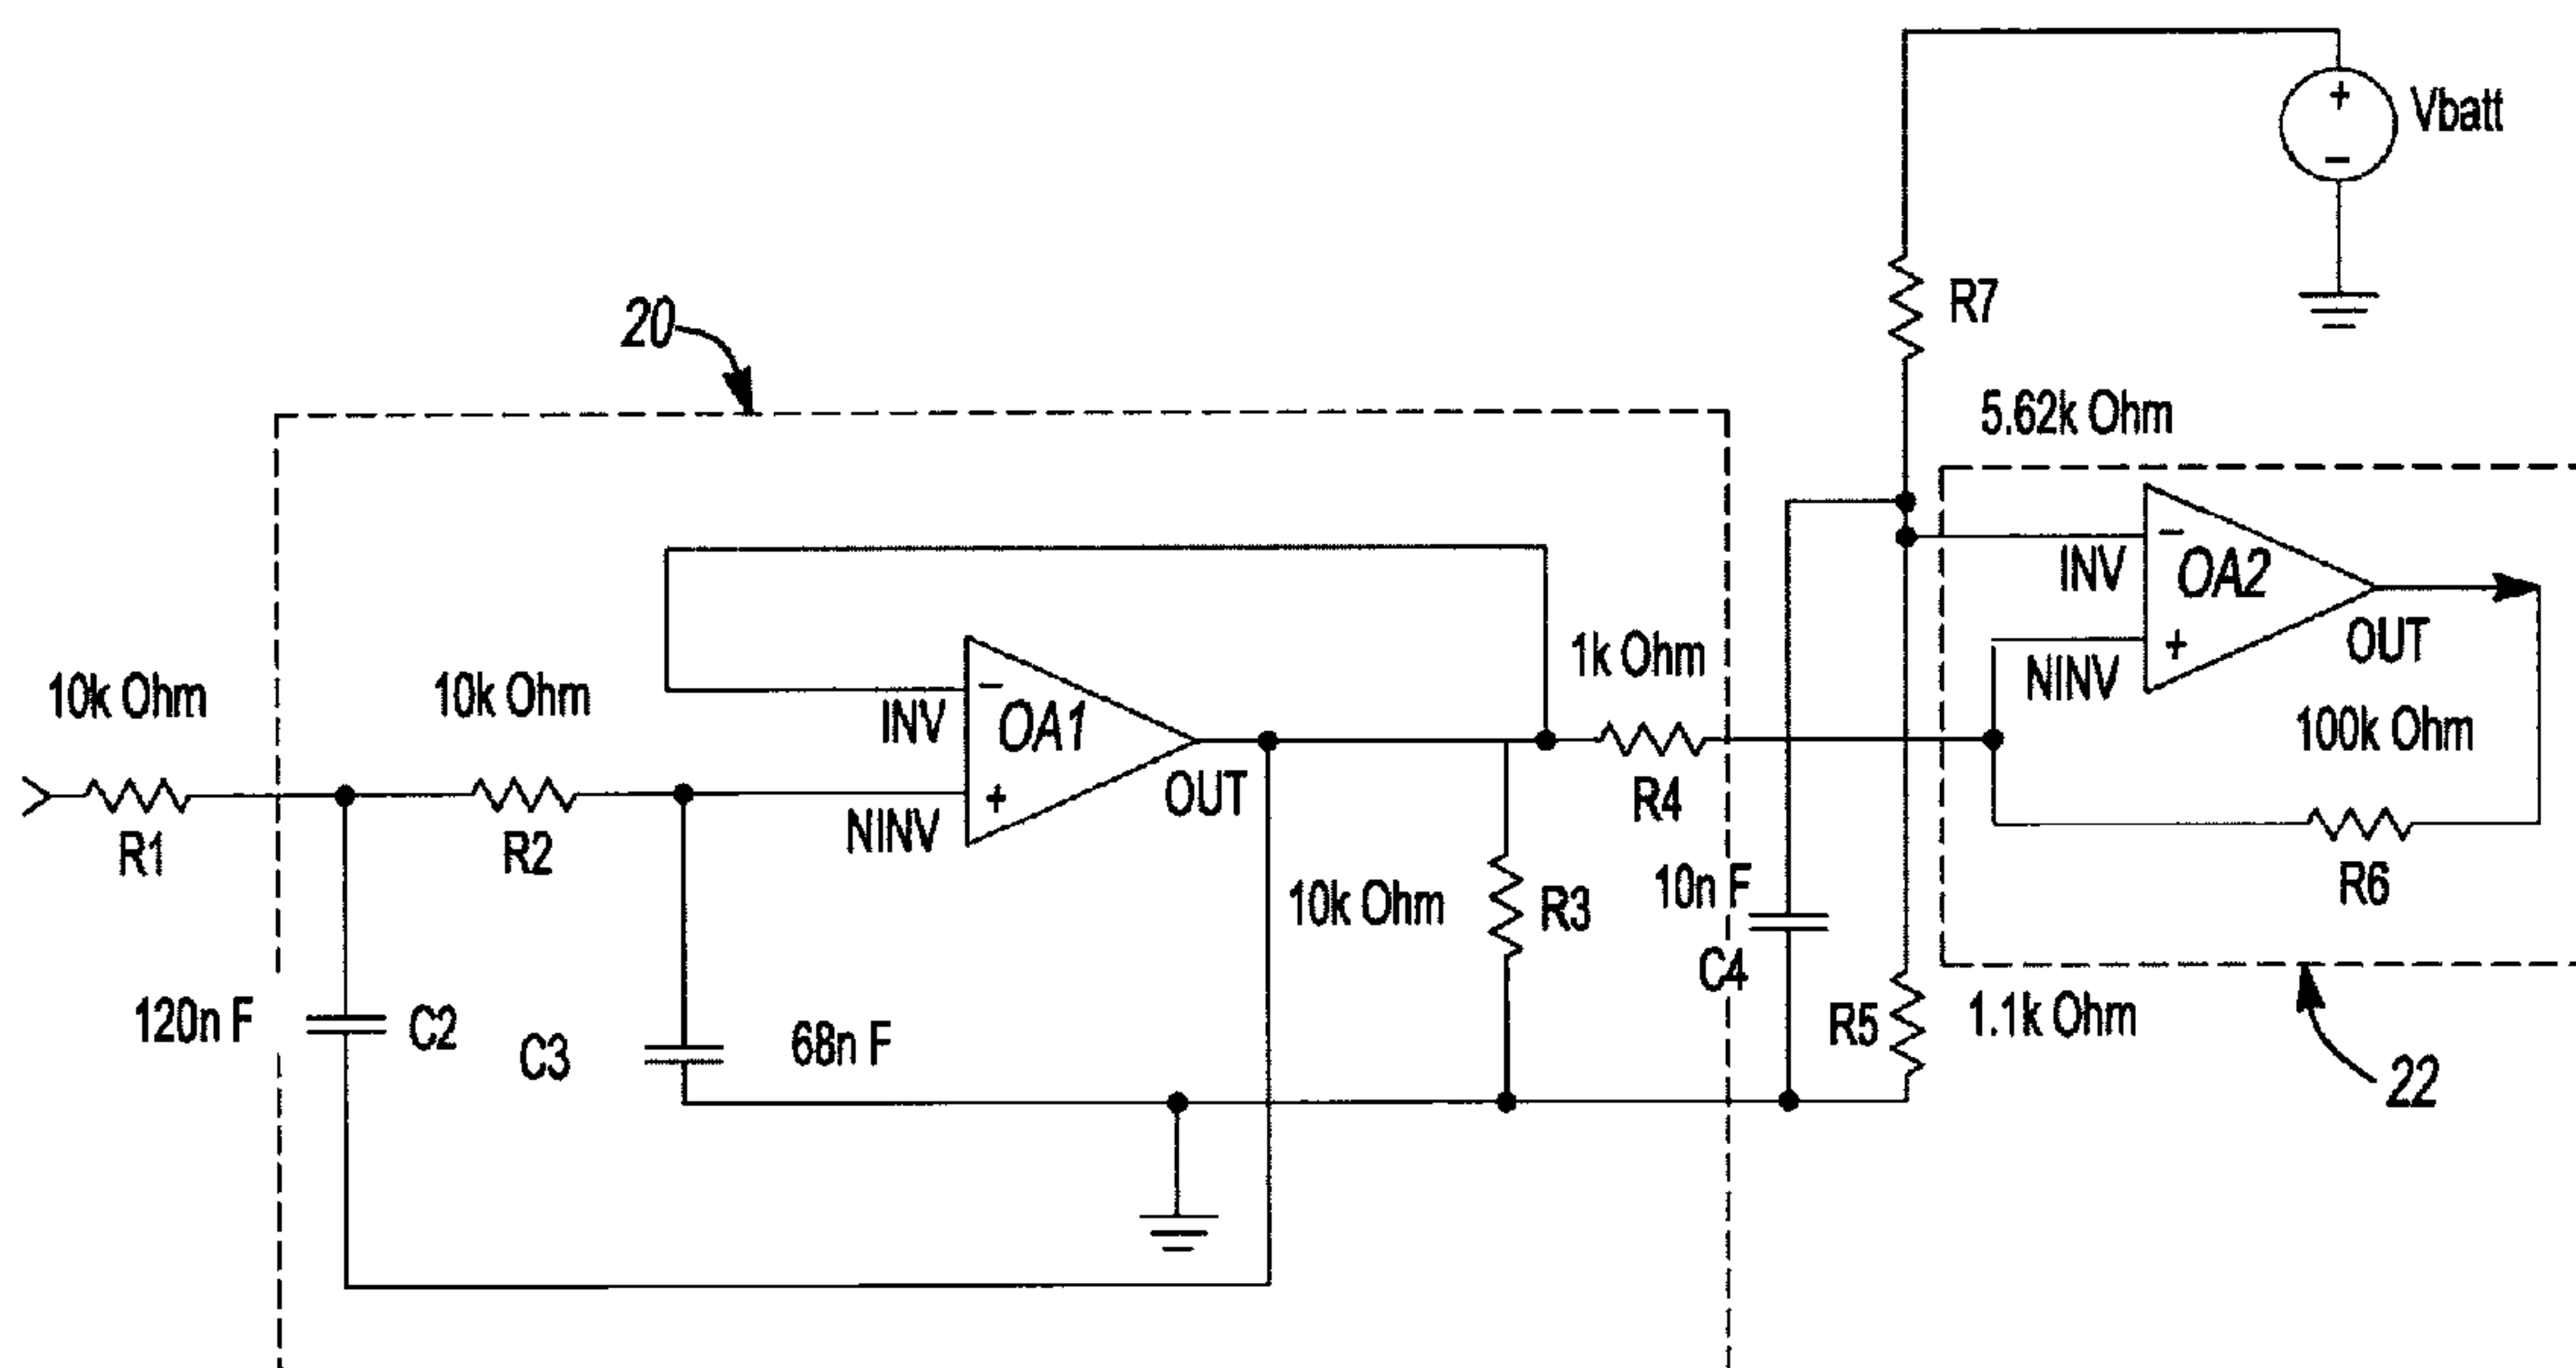 +
Vbatt
−
R7
20
5.62k Ohm
−
INV
OA2
OUT
+
NINV
1k Ohm
100k Ohm
10k Ohm
10k Ohm
−
INV
OA1
OUT
+
NINV
R1
R2
R4
R6
10k Ohm
R3
10n F
C4
120n F
C2
C3
68n F
R5
1.1k Ohm
22